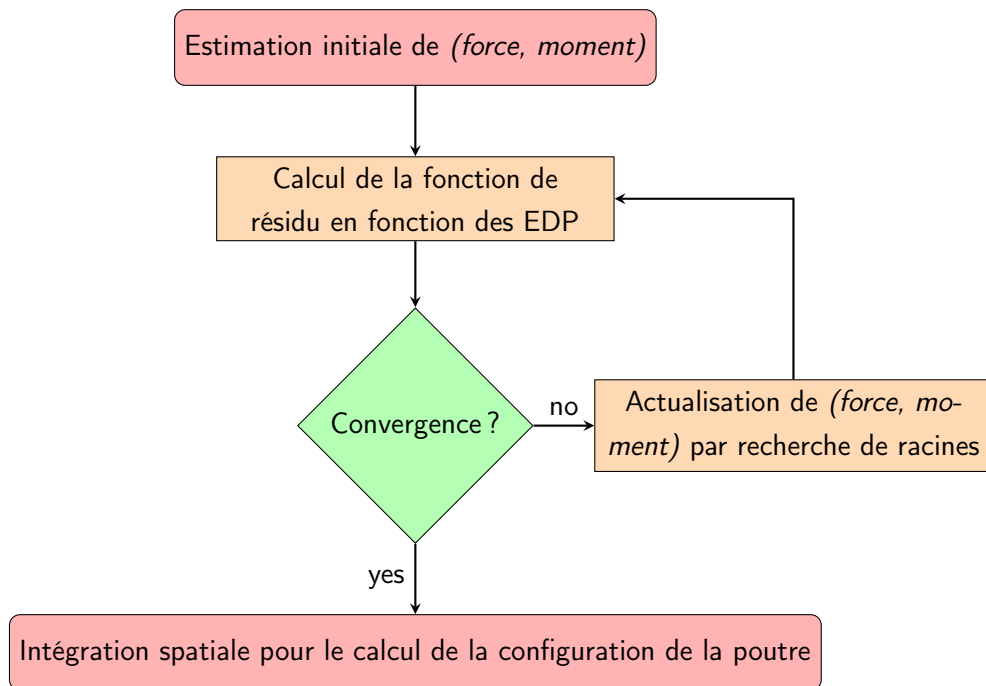 Estimation initiale de (force, moment)
Calcul de la fonction de
résidu en fonction des EDP
Convergence ?
no
Actualisation de (force, mo-
ment) par recherche de racines
yes
Intégration spatiale pour le calcul de la configuration de la poutre